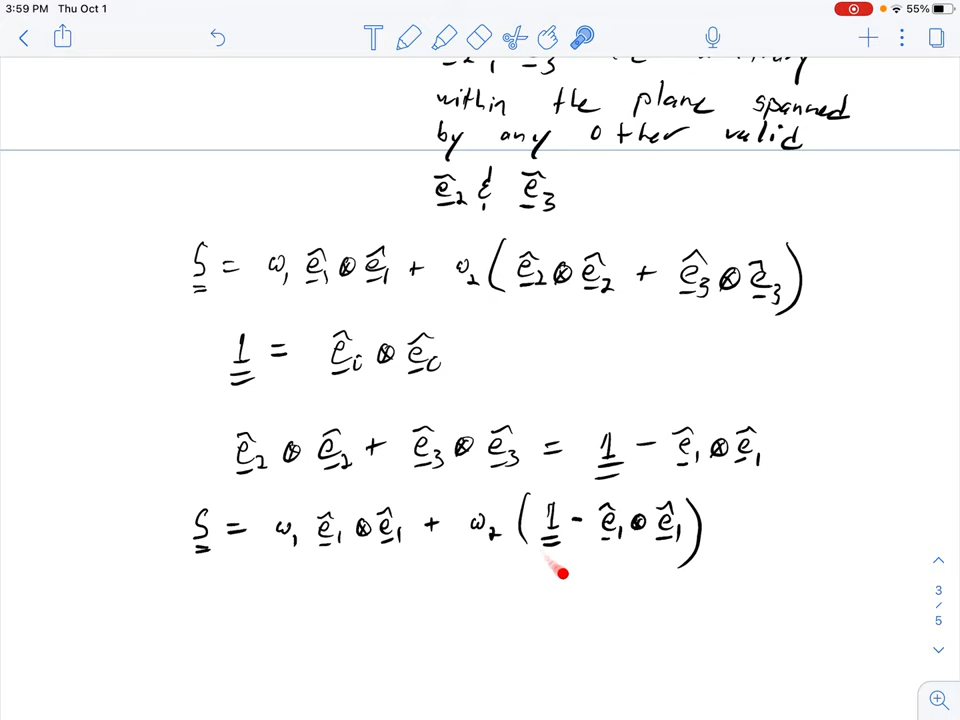 3:59 PM Thu Oct 1
55%
within the plane spanned
by any other valid
ê₂ & ê₃
S = ω₁ ê₁ ⊗ ê₁ + ω₂ ( ê₂ ⊗ ê₂ + ê₃ ⊗ ê₃ )
1 = êᵢ ⊗ êᵢ
ê₂ ⊗ ê₂ + ê₃ ⊗ ê₃ = 1 - ê₁ ⊗ ê₁
S = ω₁ ê₁ ⊗ ê₁ + ω₂ ( 1 - ê₁ ⊗ ê₁ )
3
/
5